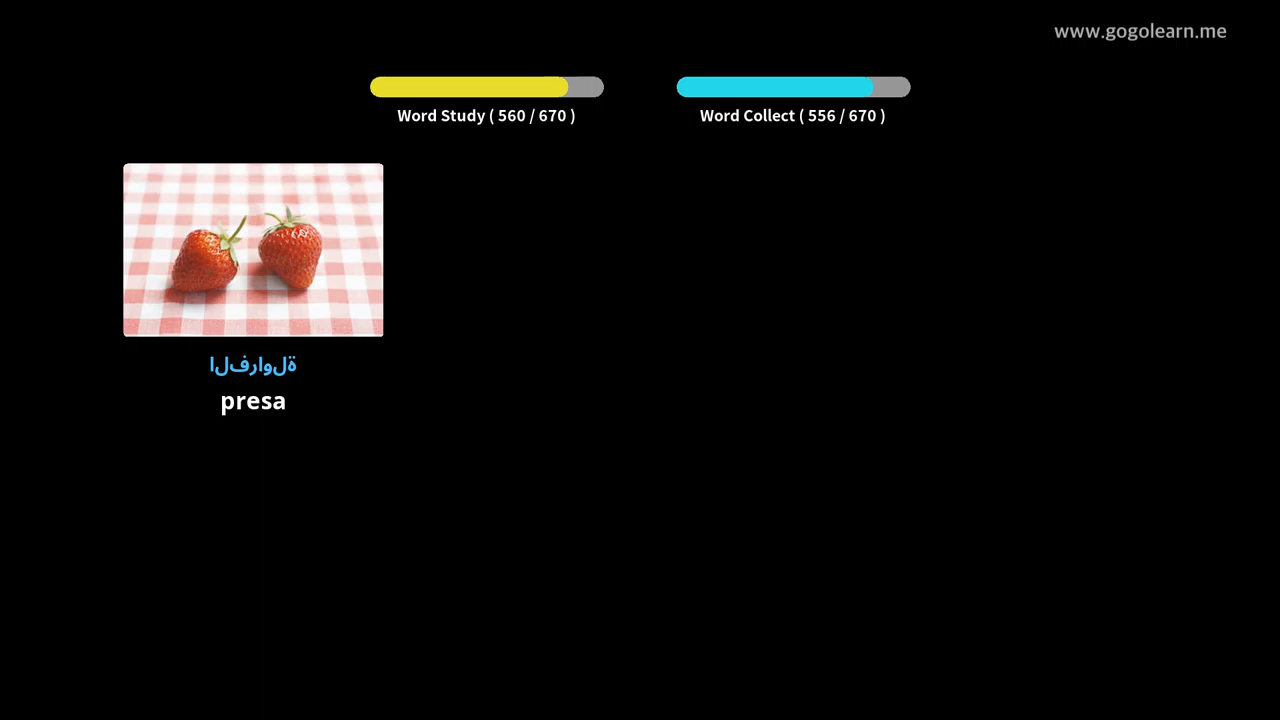 www.gogolearn.me
Word Study ( 560 / 670 )
Word Collect ( 556 / 670 )
الفراولة
presa